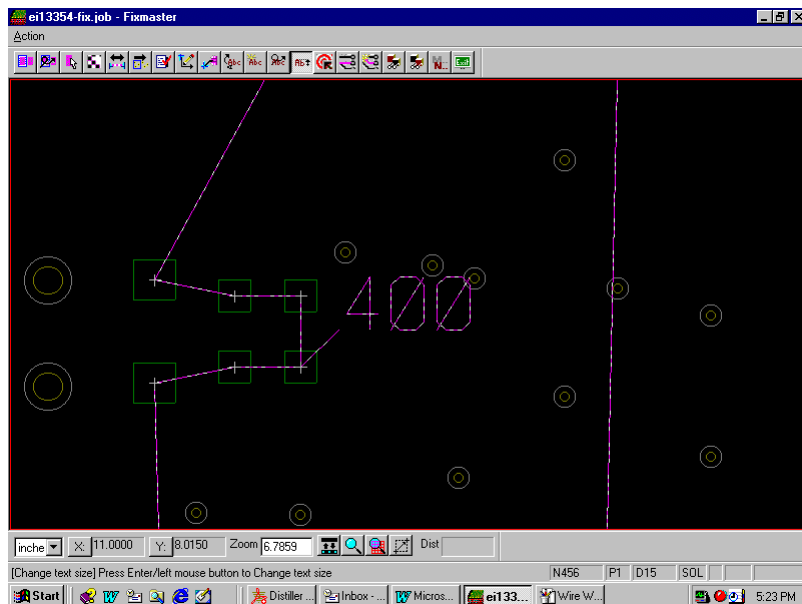 ei13354-fix.job - Fixmaster
Action
400
inche X: 11.0000 Y: 8.0150 Zoom 6.7859 Dist
[Change text size] Press Enter/left mouse button to Change text size N456 P1 D15 SOL
Start Distiller ... Inbox - ... Micros... ei133... Wire W... 5:23 PM